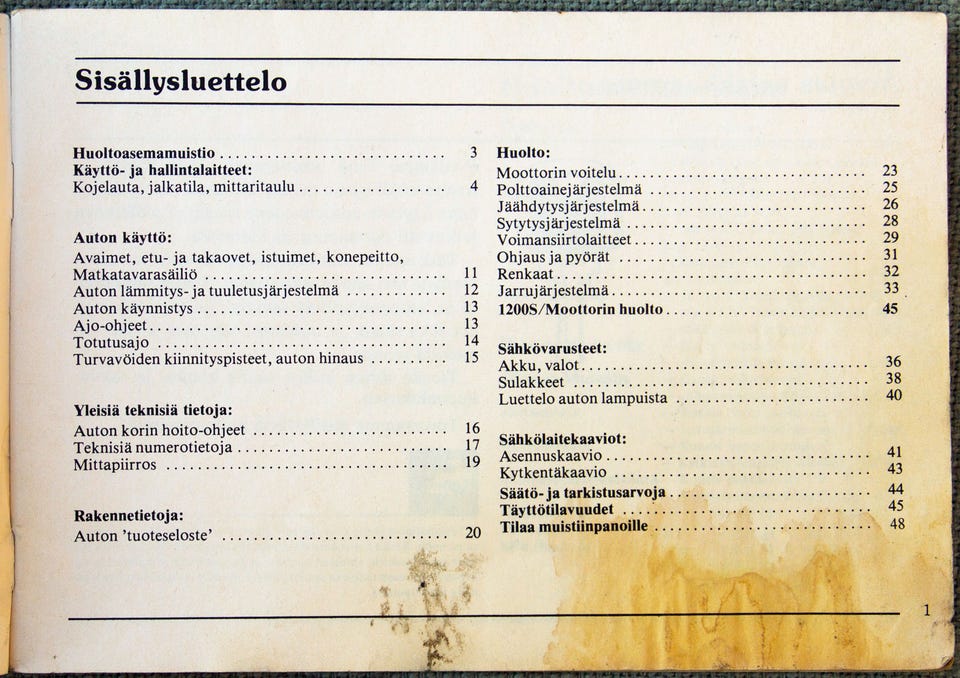 Sisällysluettelo
Huoltoasemamuistio ............................. 3
Käyttö- ja hallintalaitteet:
Kojelauta, jalkatila, mittaritaulu ................... 4
Auton käyttö:
Avaimet, etu- ja takaovet, istuimet, konepeitto,
Matkatavarasäiliö ............................... 11
Auton lämmitys- ja tuuletusjärjestelmä ............. 12
Auton käynnistys ................................ 13
Ajo-ohjeet ...................................... 13
Totutusajo ..................................... 14
Turvavöiden kiinnityspisteet, auton hinaus .......... 15
Yleisiä teknisiä tietoja:
Auton korin hoito-ohjeet ......................... 16
Teknisiä numerotietoja ........................... 17
Mittapiirros .................................... 19
Rakennetietoja:
Auton 'tuoteseloste' ............................. 20
Huolto:
Moottorin voitelu ................................ 23
Polttoainejärjestelmä ............................ 25
Jäähdytysjärjestelmä ............................. 26
Sytytysjärjestelmä ............................... 28
Voimansiirtolaitteet .............................. 29
Ohjaus ja pyörät ................................ 31
Renkaat ........................................ 32
Jarrujärjestelmä ................................. 33
1200S/Moottorin huolto .......................... 45
Sähkövarusteet:
Akku, valot ..................................... 36
Sulakkeet ...................................... 38
Luettelo auton lampuista ......................... 40
Sähkölaitekaaviot:
Asennuskaavio .................................. 41
Kytkentäkaavio ................................. 43
Säätö- ja tarkistusarvoja .......................... 44
Täyttötilavuudet ................................ 45
Tilaa muistiinpanoille ............................ 48
1